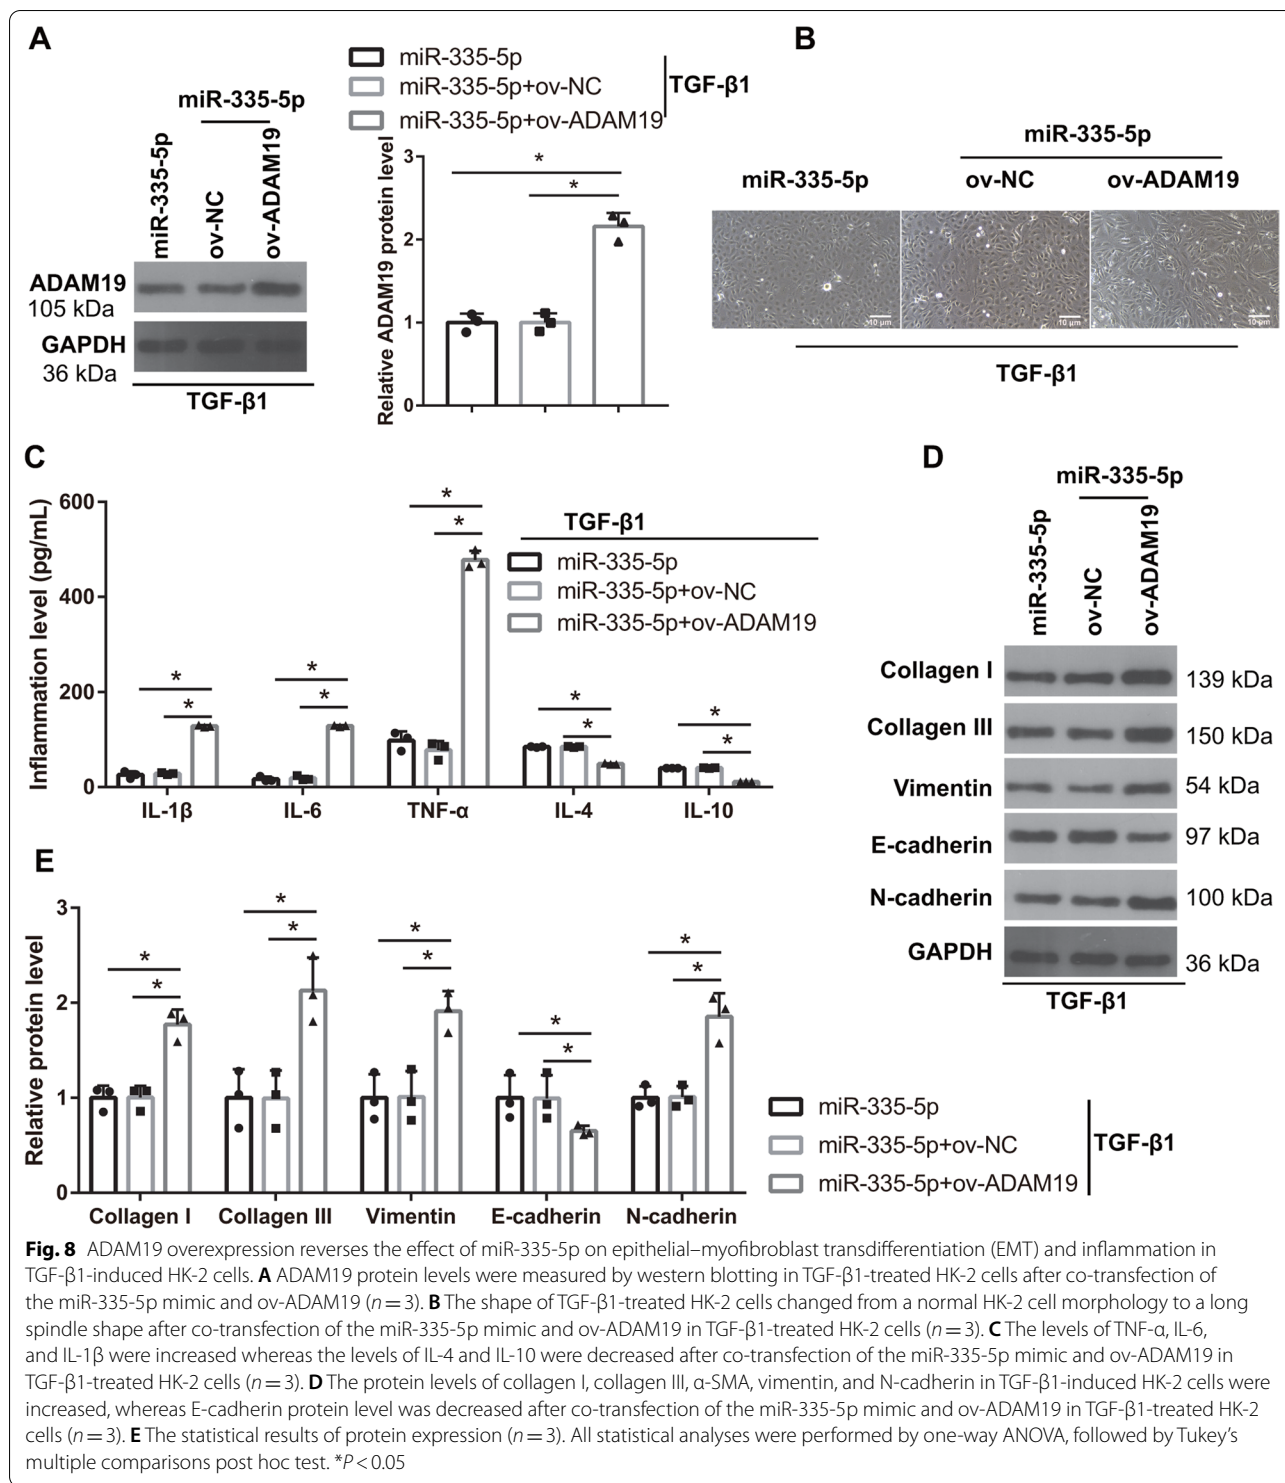 A
miR-335-5p
miR-335-5p
ov-NC
ov-ADAM19
ADAM19
105 kDa
GAPDH
36 kDa
TGF-β1
miR-335-5p
miR-335-5p+ov-NC
miR-335-5p+ov-ADAM19
TGF-β1
Relative ADAM19 protein level
3
2
1
0
*
*
B
miR-335-5p
miR-335-5p
ov-NC
ov-ADAM19
10 µm
10 µm
10 µm
TGF-β1
C
Inflammation level (pg/mL)
600
400
200
0
* * * * *
* * * * *
IL-1β IL-6 TNF-α IL-4 IL-10
TGF-β1
miR-335-5p
miR-335-5p+ov-NC
miR-335-5p+ov-ADAM19
D
miR-335-5p
miR-335-5p
ov-NC
ov-ADAM19
Collagen I 139 kDa
Collagen III 150 kDa
Vimentin 54 kDa
E-cadherin 97 kDa
N-cadherin 100 kDa
GAPDH 36 kDa
TGF-β1
E
Relative protein level
3
2
1
0
* * * * *
* * * * *
Collagen I Collagen III Vimentin E-cadherin N-cadherin
miR-335-5p
miR-335-5p+ov-NC
miR-335-5p+ov-ADAM19
TGF-β1
Fig. 8 ADAM19 overexpression reverses the effect of miR-335-5p on epithelial–myofibroblast transdifferentiation (EMT) and inflammation in
TGF-β1-induced HK-2 cells. A ADAM19 protein levels were measured by western blotting in TGF-β1-treated HK-2 cells after co-transfection of
the miR-335-5p mimic and ov-ADAM19 (n = 3). B The shape of TGF-β1-treated HK-2 cells changed from a normal HK-2 cell morphology to a long
spindle shape after co-transfection of the miR-335-5p mimic and ov-ADAM19 in TGF-β1-treated HK-2 cells (n = 3). C The levels of TNF-α, IL-6,
and IL-1β were increased whereas the levels of IL-4 and IL-10 were decreased after co-transfection of the miR-335-5p mimic and ov-ADAM19 in
TGF-β1-treated HK-2 cells (n = 3). D The protein levels of collagen I, collagen III, α-SMA, vimentin, and N-cadherin in TGF-β1-induced HK-2 cells were
increased, whereas E-cadherin protein level was decreased after co-transfection of the miR-335-5p mimic and ov-ADAM19 in TGF-β1-treated HK-2
cells (n = 3). E The statistical results of protein expression (n = 3). All statistical analyses were performed by one-way ANOVA, followed by Tukey's
multiple comparisons post hoc test. *P < 0.05